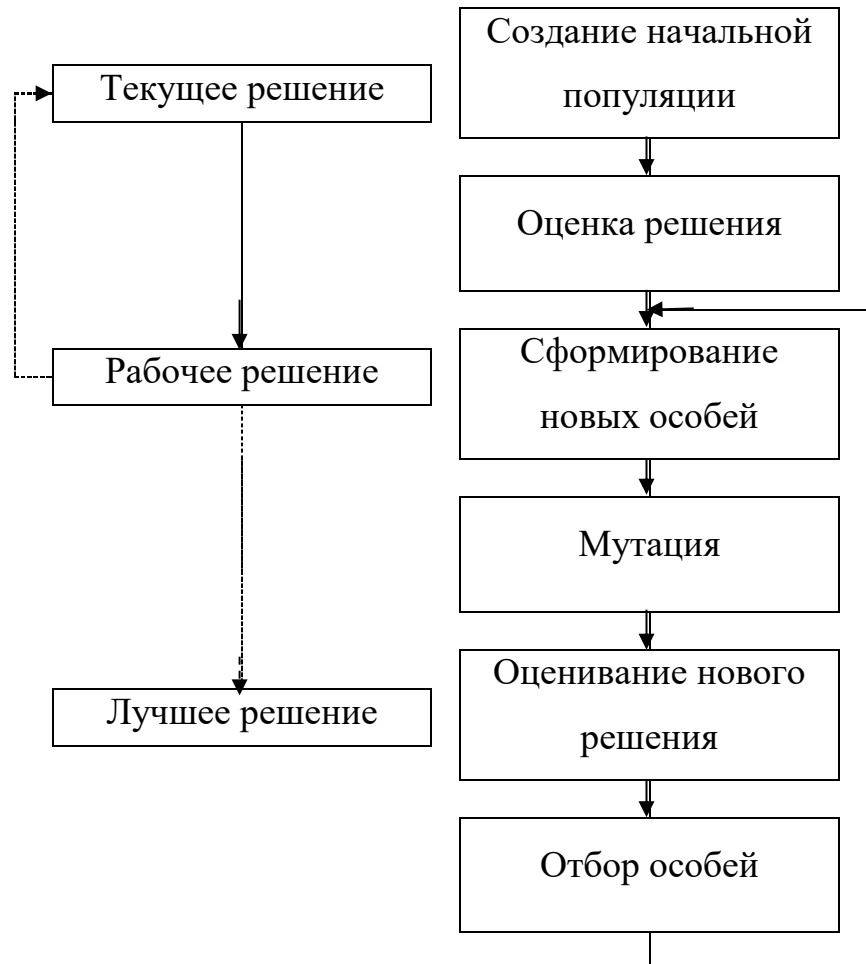 Текущее решение
Рабочее решение
Лучшее решение
Создание начальной
популяции
Оценка решения
Сформирование
новых особей
Мутация
Оценивание нового
решения
Отбор особей